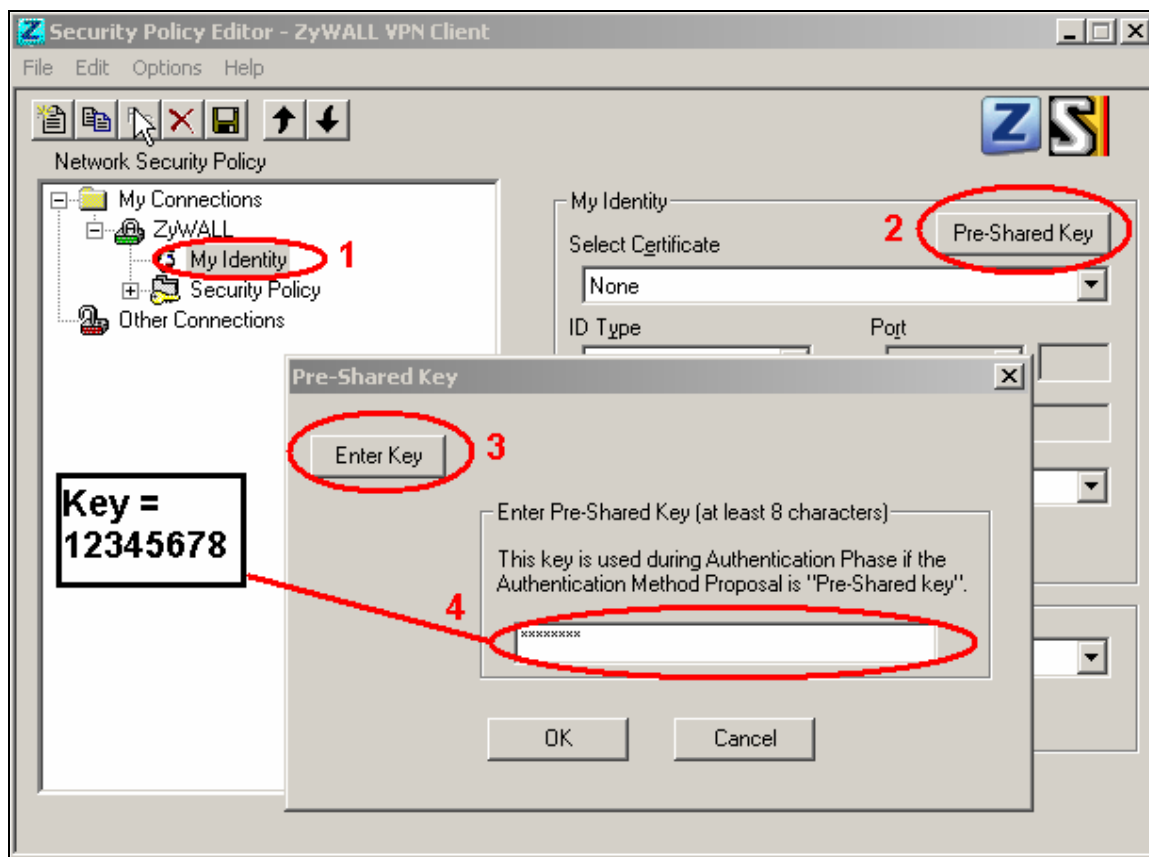 Security Policy Editor - ZyWALL VPN Client
File Edit Options Help
Network Security Policy
My Connections
ZyWALL
My Identity
1
Security Policy
Other Connections
Z S
My Identity
2
Pre-Shared Key
Select Certificate
None
ID Type
Port
Pre-Shared Key
Enter Key
3
Key =
12345678
Enter Pre-Shared Key (at least 8 characters)
This key is used during Authentication Phase if the
Authentication Method Proposal is "Pre-Shared key".
4
********
OK
Cancel